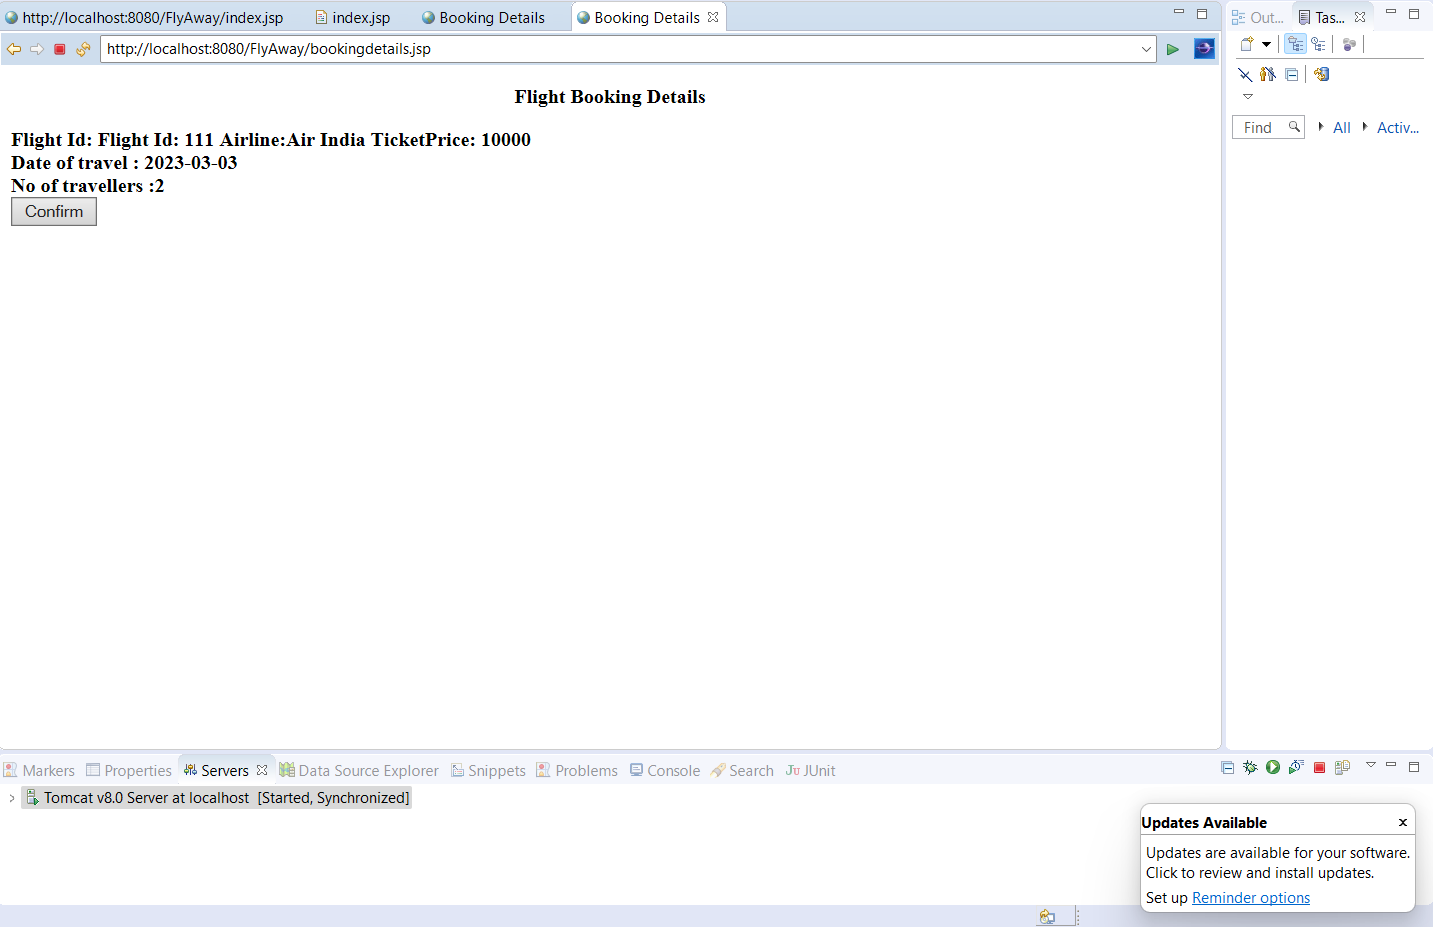 http://localhost:8080/FlyAway/index.jsp index.jsp Booking Details Booking Details
Out... Tas...
http://localhost:8080/FlyAway/bookingdetails.jsp
Flight Booking Details
Flight Id: Flight Id: 111 Airline:Air India TicketPrice: 10000
Date of travel : 2023-03-03
No of travellers :2
Confirm
Find All Activ...
Markers Properties Servers Data Source Explorer Snippets Problems Console Search Ju JUnit
Tomcat v8.0 Server at localhost [Started, Synchronized]
Updates Available
Updates are available for your software.
Click to review and install updates.
Set up Reminder options